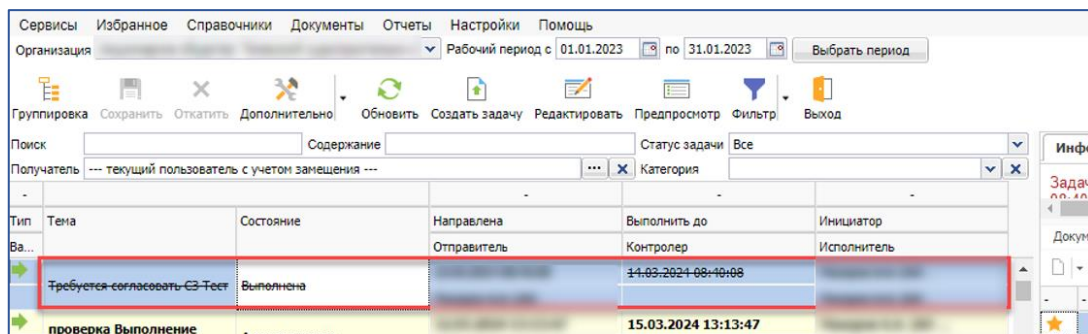 Сервисы Избранное Справочники Документы Отчеты Настройки Помощь
Организация Рабочий период с 01.01.2023 по 31.01.2023 Выбрать период
Группировка Сохранить Откатить Дополнительно Обновить Создать задачу Редактировать Предпросмотр Фильтр Выход
Поиск Содержание Статус задачи Все
Получатель --- текущий пользователь с учетом замещения --- ... X Категория X
Инфо
Задач
- - - -
Тип Тема Состояние Направлена Выполнить до Инициатор
Ва... Отправитель Контролер Исполнитель
Докум
Требуется согласовать СЗ Тест Выполнена 14.03.2024 08:40:08
проверка Выполнение 15.03.2024 13:13:47